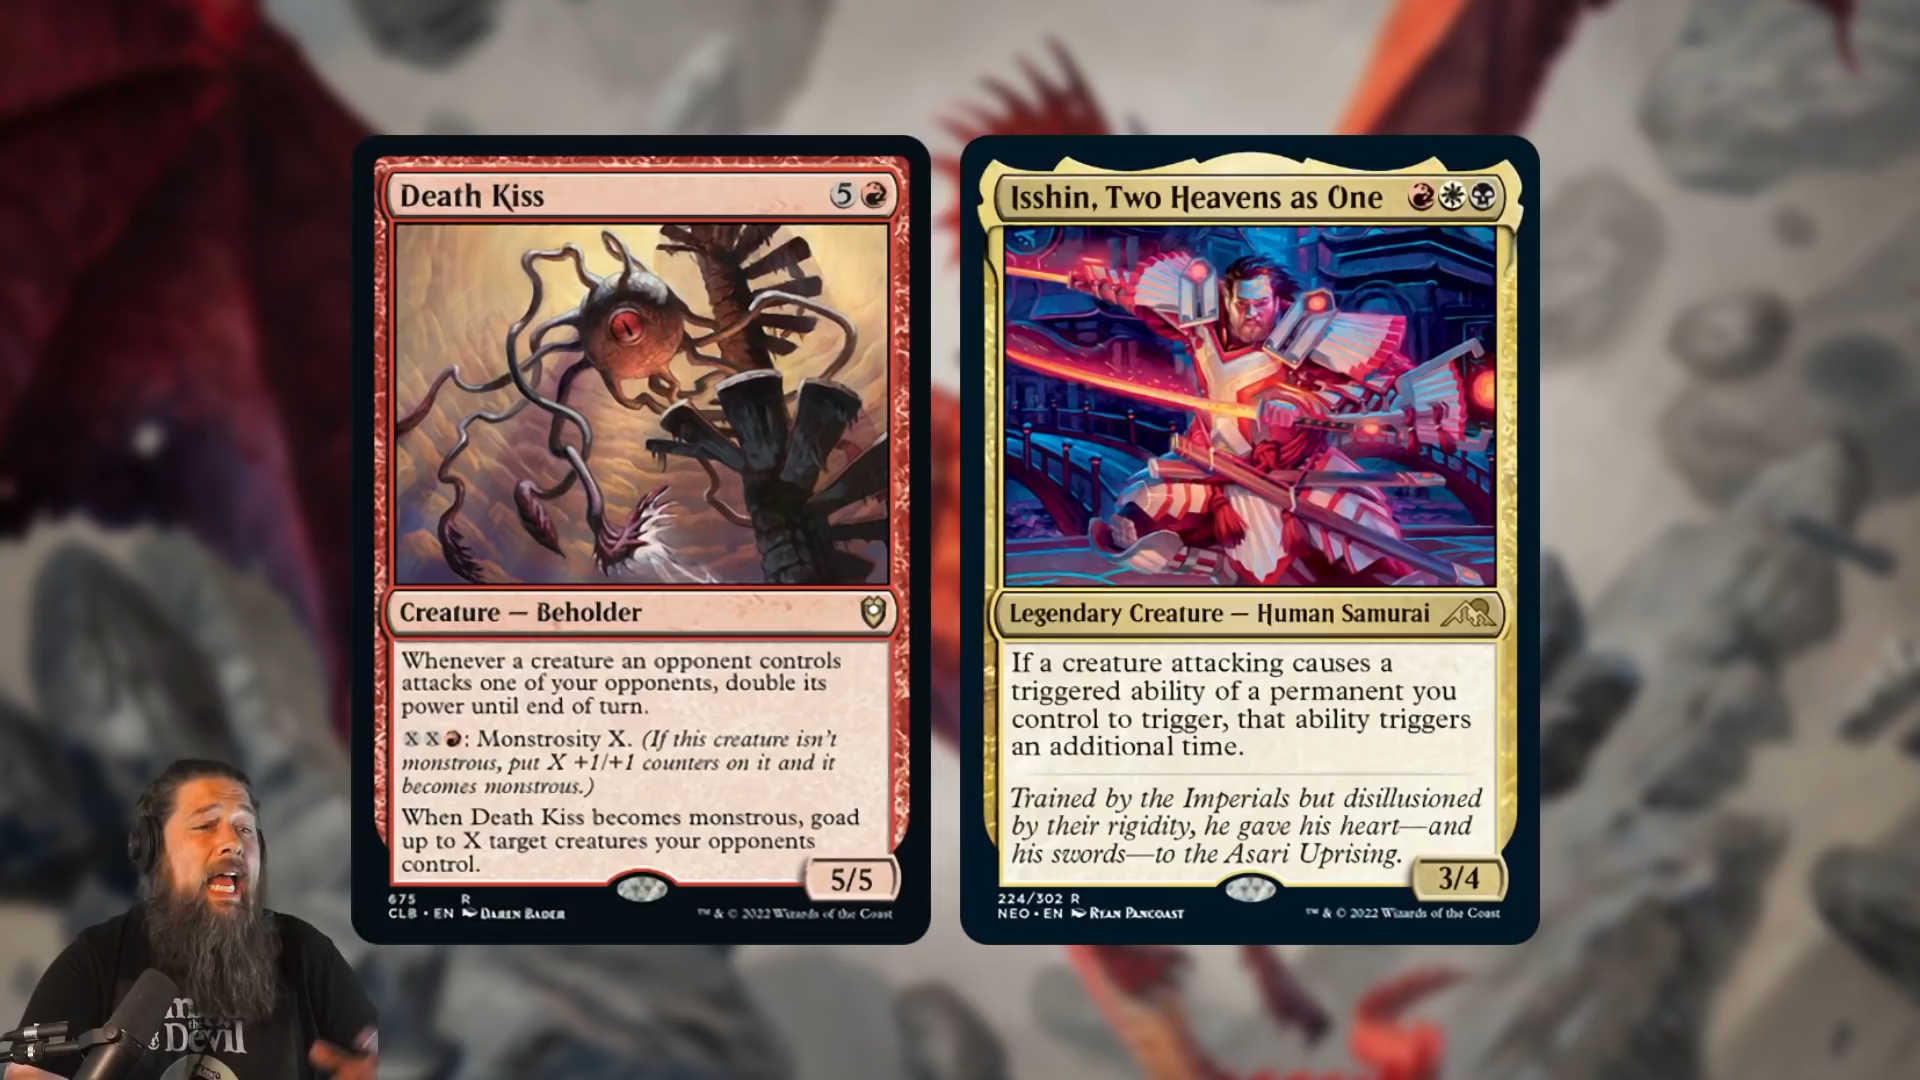 Death Kiss
5
Creature — Beholder
Whenever a creature an opponent controls
attacks one of your opponents, double its
power until end of turn.
X X : Monstrosity X. (If this creature isn't
monstrous, put X +1/+1 counters on it and it
becomes monstrous.)
When Death Kiss becomes monstrous, goad
up to X target creatures your opponents
control.
5/5
675 R
CLB • EN Daren Bader
™ & © 2022 Wizards of the Coast
Isshin, Two Heavens as One
Legendary Creature — Human Samurai
If a creature attacking causes a
triggered ability of a permanent you
control to trigger, that ability triggers
an additional time.
Trained by the Imperials but disillusioned
by their rigidity, he gave his heart—and
his swords—to the Asari Uprising.
3/4
224/302 R
NEO • EN Ryan Pancoast
™ & © 2022 Wizards of the Coast
the
Devil